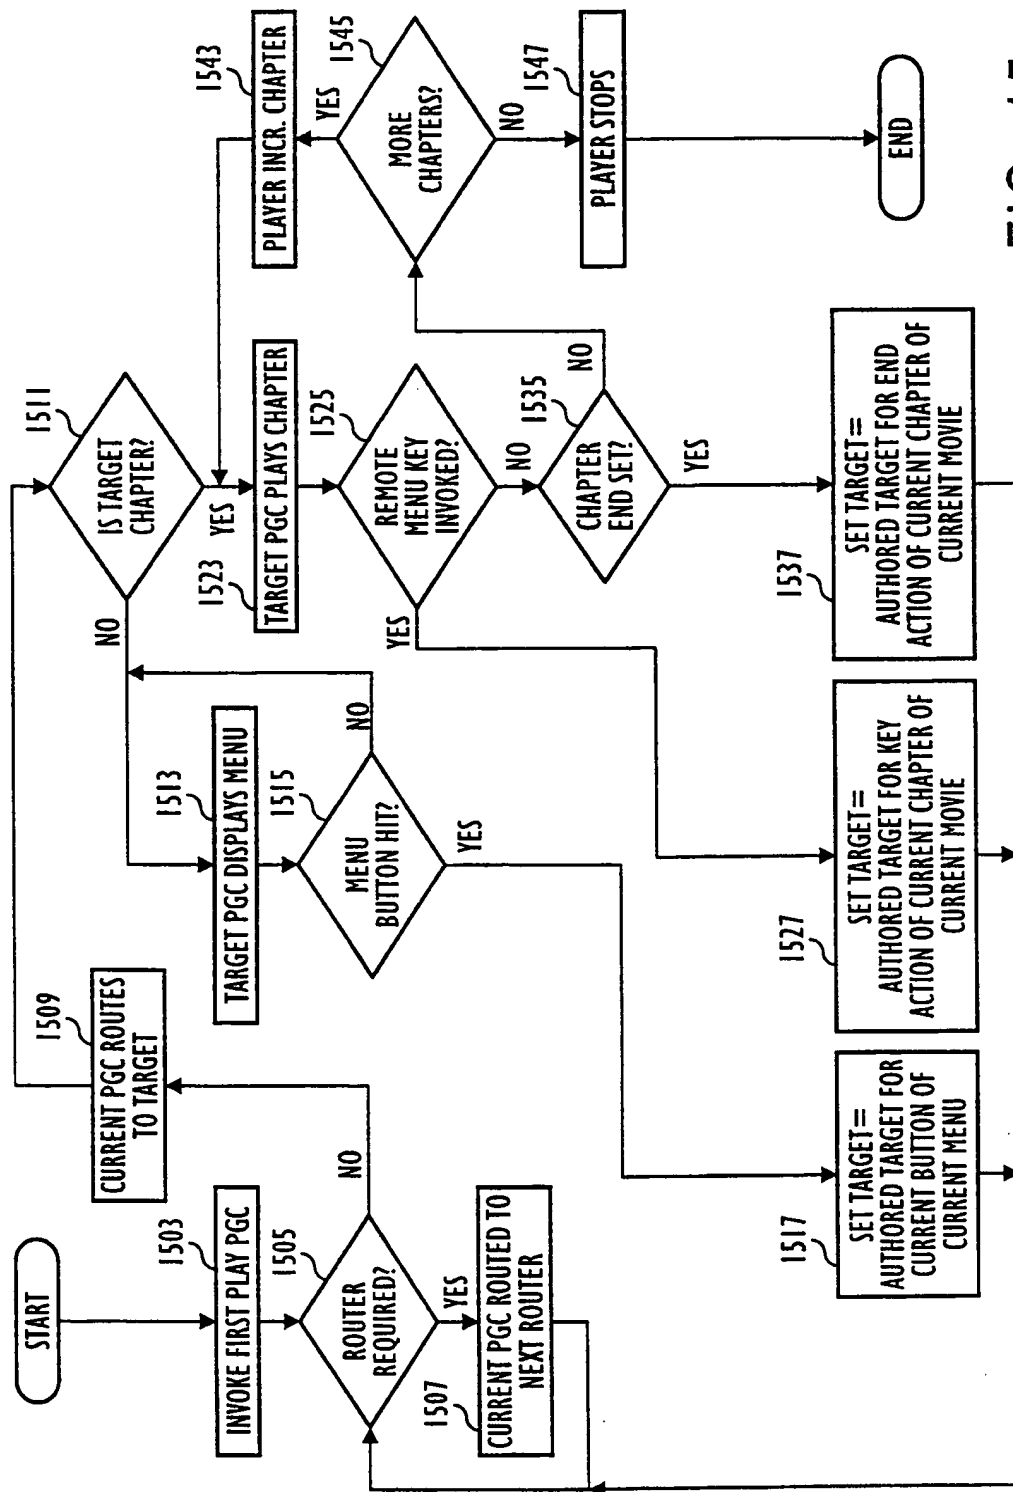 START
1503
INVOKE FIRST PLAY PGC
1505
ROUTER
REQUIRED?
YES
NO
1507
CURRENT PGC ROUTED TO
NEXT ROUTER
1509
CURRENT PGC ROUTES
TO TARGET
1511
IS TARGET
CHAPTER?
NO
YES
1513
TARGET PGC DISPLAYS MENU
1515
MENU
BUTTON HIT?
NO
YES
1517
SET TARGET=
AUTHORED TARGET FOR
CURRENT BUTTON OF
CURRENT MENU
1523
TARGET PGC PLAYS CHAPTER
1525
REMOTE
MENU KEY
INVOKED?
YES
NO
1527
SET TARGET=
AUTHORED TARGET FOR KEY
ACTION OF CURRENT CHAPTER OF
CURRENT MOVIE
1535
CHAPTER
END SET?
NO
YES
1537
SET TARGET=
AUTHORED TARGET FOR END
ACTION OF CURRENT CHAPTER OF
CURRENT MOVIE
1543
PLAYER INCR. CHAPTER
1545
MORE
CHAPTERS?
YES
NO
1547
PLAYER STOPS
END